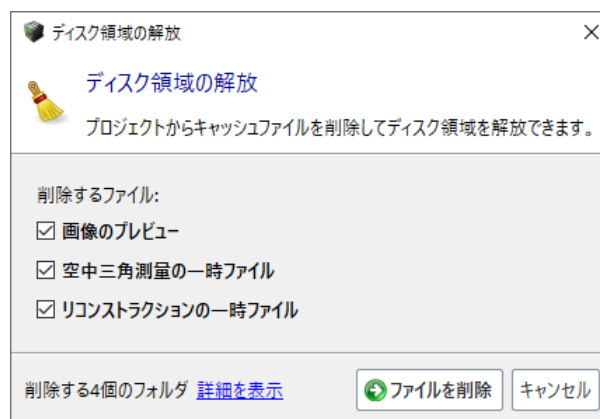 ディスク領域の解放
ディスク領域の解放
プロジェクトからキャッシュファイルを削除してディスク領域を解放できます。
削除するファイル:
画像のプレビュー
空中三角測量の一時ファイル
リコンストラクションの一時ファイル
削除する4個のフォルダ 詳細を表示 ファイルを削除 キャンセル